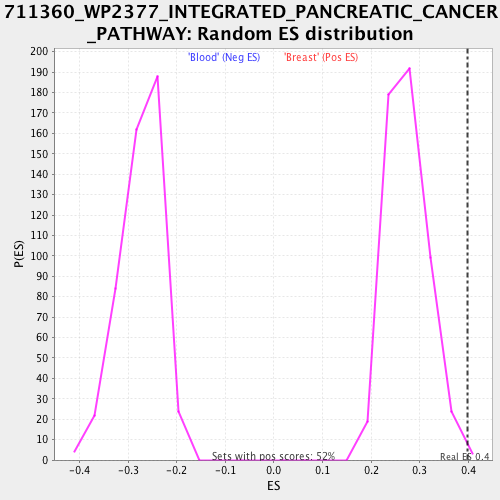 711360_WP2377_INTEGRATED_PANCREATIC_CANCER
_PATHWAY: Random ES distribution
'Blood' (Neg ES) 'Breast' (Pos ES)
200
190
180
170
160
150
140
130
120
110
100
90
80
70
60
50
40
30
20
10
0
P(ES)
Sets with pos scores: 52%
Real ES 0.4
-0.4 -0.3 -0.2 -0.1 0.0 0.1 0.2 0.3 0.4
ES